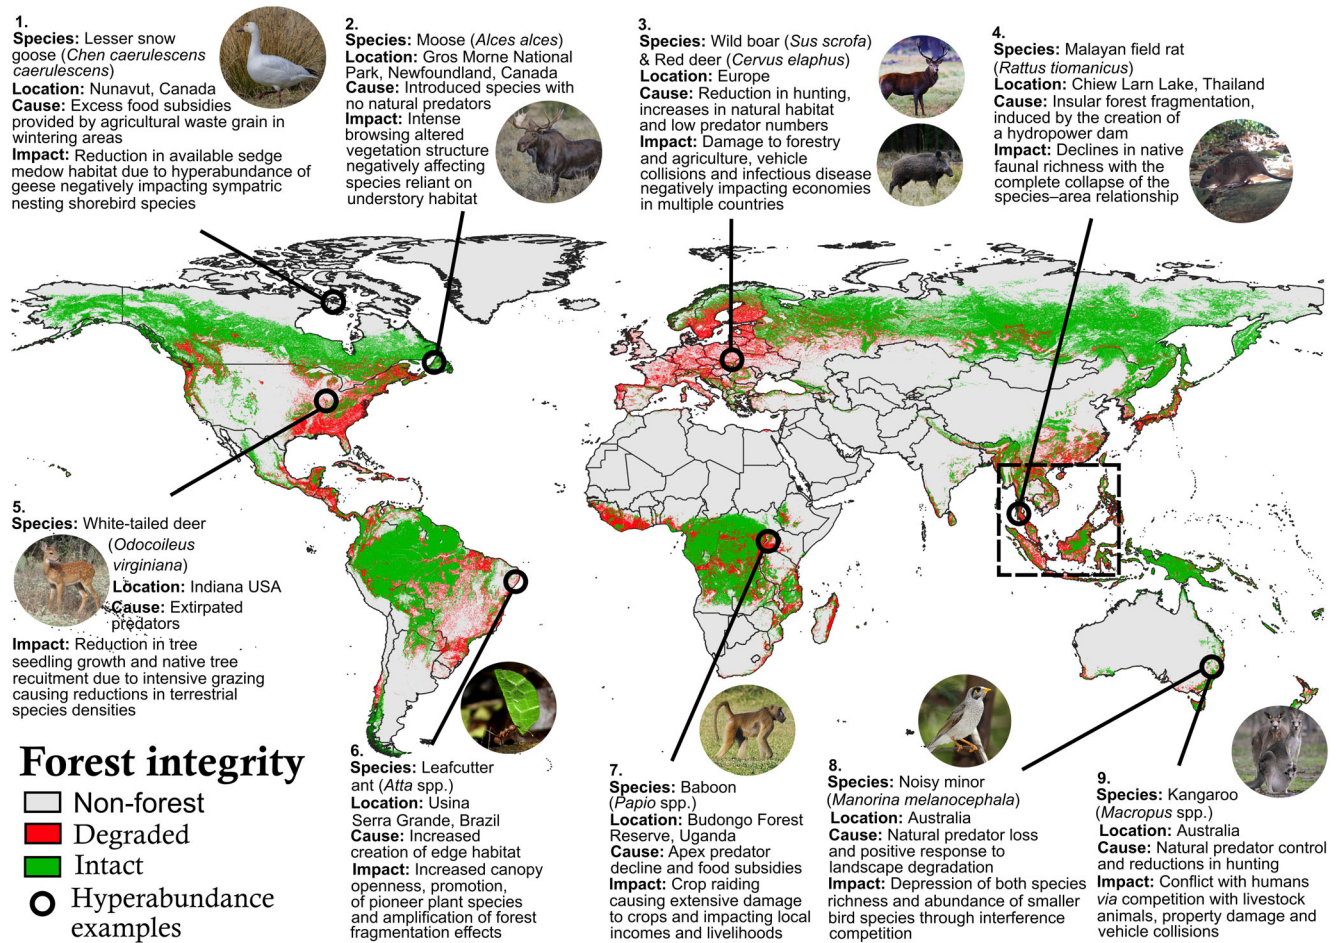 1.
Species: Lesser snow
goose (Chen caerulescens
caerulescens)
Location: Nunavut, Canada
Cause: Excess food subsidies
provided by agricultural waste grain in
wintering areas
Impact: Reduction in available sedge
medow habitat due to hyperabundance of
geese negatively impacting sympatric
nesting shorebird species
2.
Species: Moose (Alces alces)
Location: Gros Morne National
Park, Newfoundland, Canada
Cause: Introduced species with
no natural predators
Impact: Intense
browsing altered
vegetation structure
negatively affecting
species reliant on
understory habitat
3.
Species: Wild boar (Sus scrofa)
& Red deer (Cervus elaphus)
Location: Europe
Cause: Reduction in hunting,
increases in natural habitat
and low predator numbers
Impact: Damage to forestry
and agriculture, vehicle
collisions and infectious disease
negatively impacting economies
in multiple countries
4.
Species: Malayan field rat
(Rattus tiomanicus)
Location: Chiew Larn Lake, Thailand
Cause: Insular forest fragmentation,
induced by the creation of
a hydropower dam
Impact: Declines in native
faunal richness with the
complete collapse of the
species–area relationship
5.
Species: White-tailed deer
(Odocoileus
virginiana)
Location: Indiana USA
Cause: Extirpated
predators
Impact: Reduction in tree
seedling growth and native tree
recuitment due to intensive grazing
causing reductions in terrestrial
species densities
6.
Species: Leafcutter
ant (Atta spp.)
Location: Usina
Serra Grande, Brazil
Cause: Increased
creation of edge habitat
Impact: Increased canopy
openness, promotion,
of pioneer plant species
and amplification of forest
fragmentation effects
7.
Species: Baboon
(Papio spp.)
Location: Budongo Forest
Reserve, Uganda
Cause: Apex predator
decline and food subsidies
Impact: Crop raiding
causing extensive damage
to crops and impacting local
incomes and livelihoods
8.
Species: Noisy minor
(Manorina melanocephala)
Location: Australia
Cause: Natural predator loss
and positive response to
landscape degradation
Impact: Depression of both species
richness and abundance of smaller
bird species through interference
competition
9.
Species: Kangaroo
(Macropus spp.)
Location: Australia
Cause: Natural predator control
and reductions in hunting
Impact: Conflict with humans
via competition with livestock
animals, property damage and
vehicle collisions
Forest integrity
Non-forest
Degraded
Intact
Hyperabundance
examples